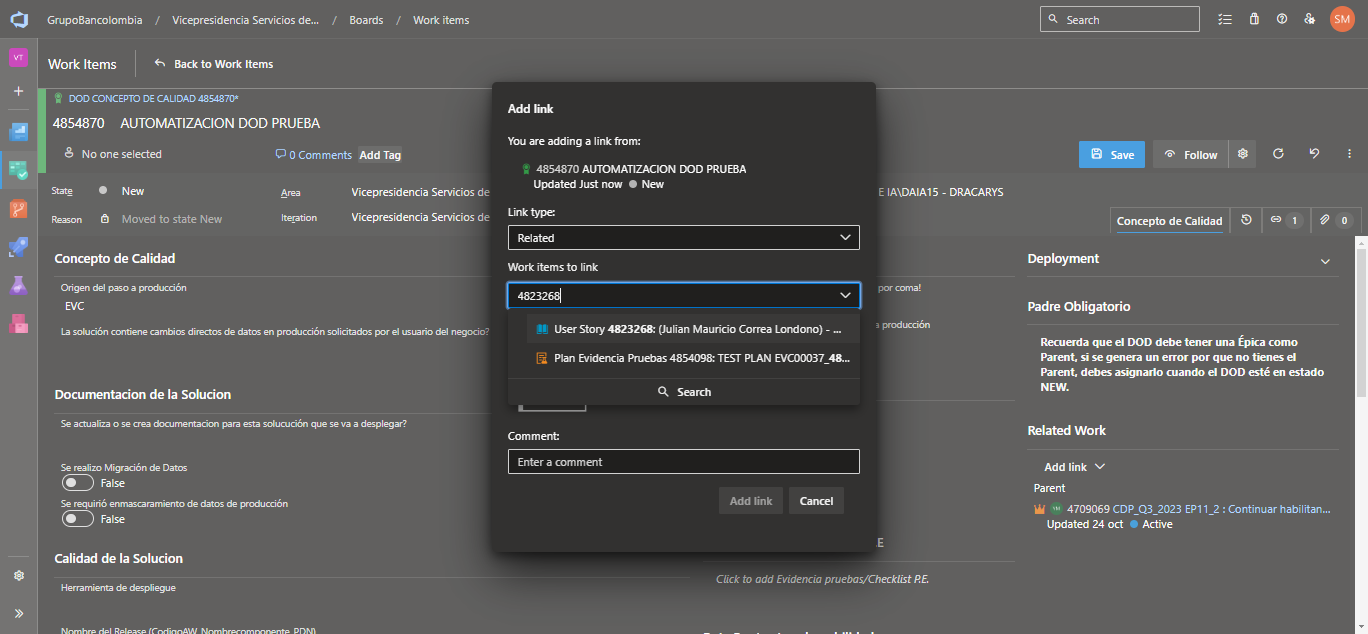 GrupoBancolombia / Vicepresidencia Servicios de... / Boards / Work items
Search
SM
VT
Work Items
Back to Work Items
DOD CONCEPTO DE CALIDAD 4854870*
4854870 AUTOMATIZACION DOD PRUEBA
No one selected
0 Comments
Add Tag
Save
Follow
State
New
Area
Vicepresidencia Servicios de
E IA\DAIA15 - DRACARYS
Reason
Moved to state New
Iteration
Vicepresidencia Servicios de
Concepto de Calidad
1
0
Concepto de Calidad
Origen del paso a producción
EVC
La solución contiene cambios directos de datos en producción solicitados por el usuario del negocio?
Documentacion de la Solucion
Se actualiza o se crea documentacion para esta solucución que se va a desplegar?
Se realizo Migración de Datos
False
Se requirió enmascaramiento de datos de producción
False
Calidad de la Solucion
Herramienta de despliegue
Nombre del Release (CodigoAW_Nombrecomponente_PDN)
Add link
You are adding a link from:
4854870 AUTOMATIZACION DOD PRUEBA
Updated Just now New
Link type:
Related
Work items to link
4823268
User Story 4823268: (Julian Mauricio Correa Londono) - ...
Plan Evidencia Pruebas 4854098: TEST PLAN EVC00037_48...
Search
Comment:
Enter a comment
Add link
Cancel
por coma!
a producción
E
Click to add Evidencia pruebas/Checklist P.E.
Deployment
Padre Obligatorio
Recuerda que el DOD debe tener una Épica como
Parent, si se genera un error por que no tienes el
Parent, debes asignarlo cuando el DOD esté en estado
NEW.
Related Work
Add link
Parent
4709069 CDP_Q3_2023 EP11_2 : Continuar habilitan...
Updated 24 oct Active